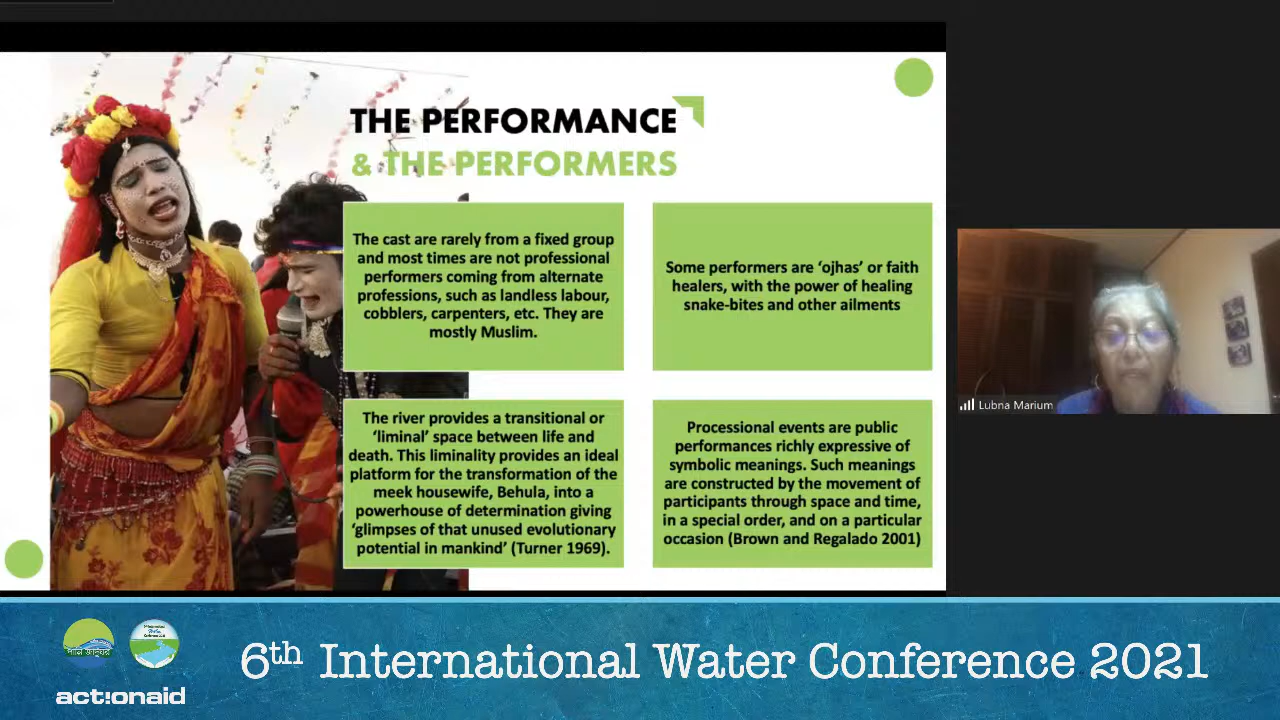 THE PERFORMANCE
& THE PERFORMERS
The cast are rarely from a fixed group
and most times are not professional
performers coming from alternate
professions, such as landless labour,
cobblers, carpenters, etc. They are
mostly Muslim.
Some performers are ‘ojhas’ or faith
healers, with the power of healing
snake-bites and other ailments
The river provides a transitional or
‘liminal’ space between life and
death. This liminality provides an ideal
platform for the transformation of the
meek housewife, Behula, into a
powerhouse of determination giving
‘glimpses of that unused evolutionary
potential in mankind’ (Turner 1969).
Processional events are public
performances richly expressive of
symbolic meanings. Such meanings
are constructed by the movement of
participants through space and time,
in a special order, and on a particular
occasion (Brown and Regalado 2001)
Lubna Marium
act:onaid
6th International Water Conference 2021